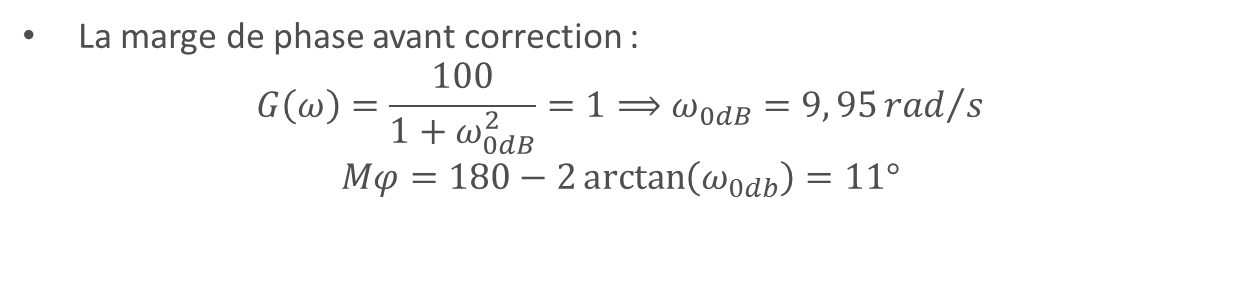 • La marge de phase avant correction :
G(ω) = 100 / (1 + ω₀dB²) = 1 ⟹ ω₀dB = 9,95 rad/s
Mφ = 180 − 2 arctan(ω₀db) = 11°